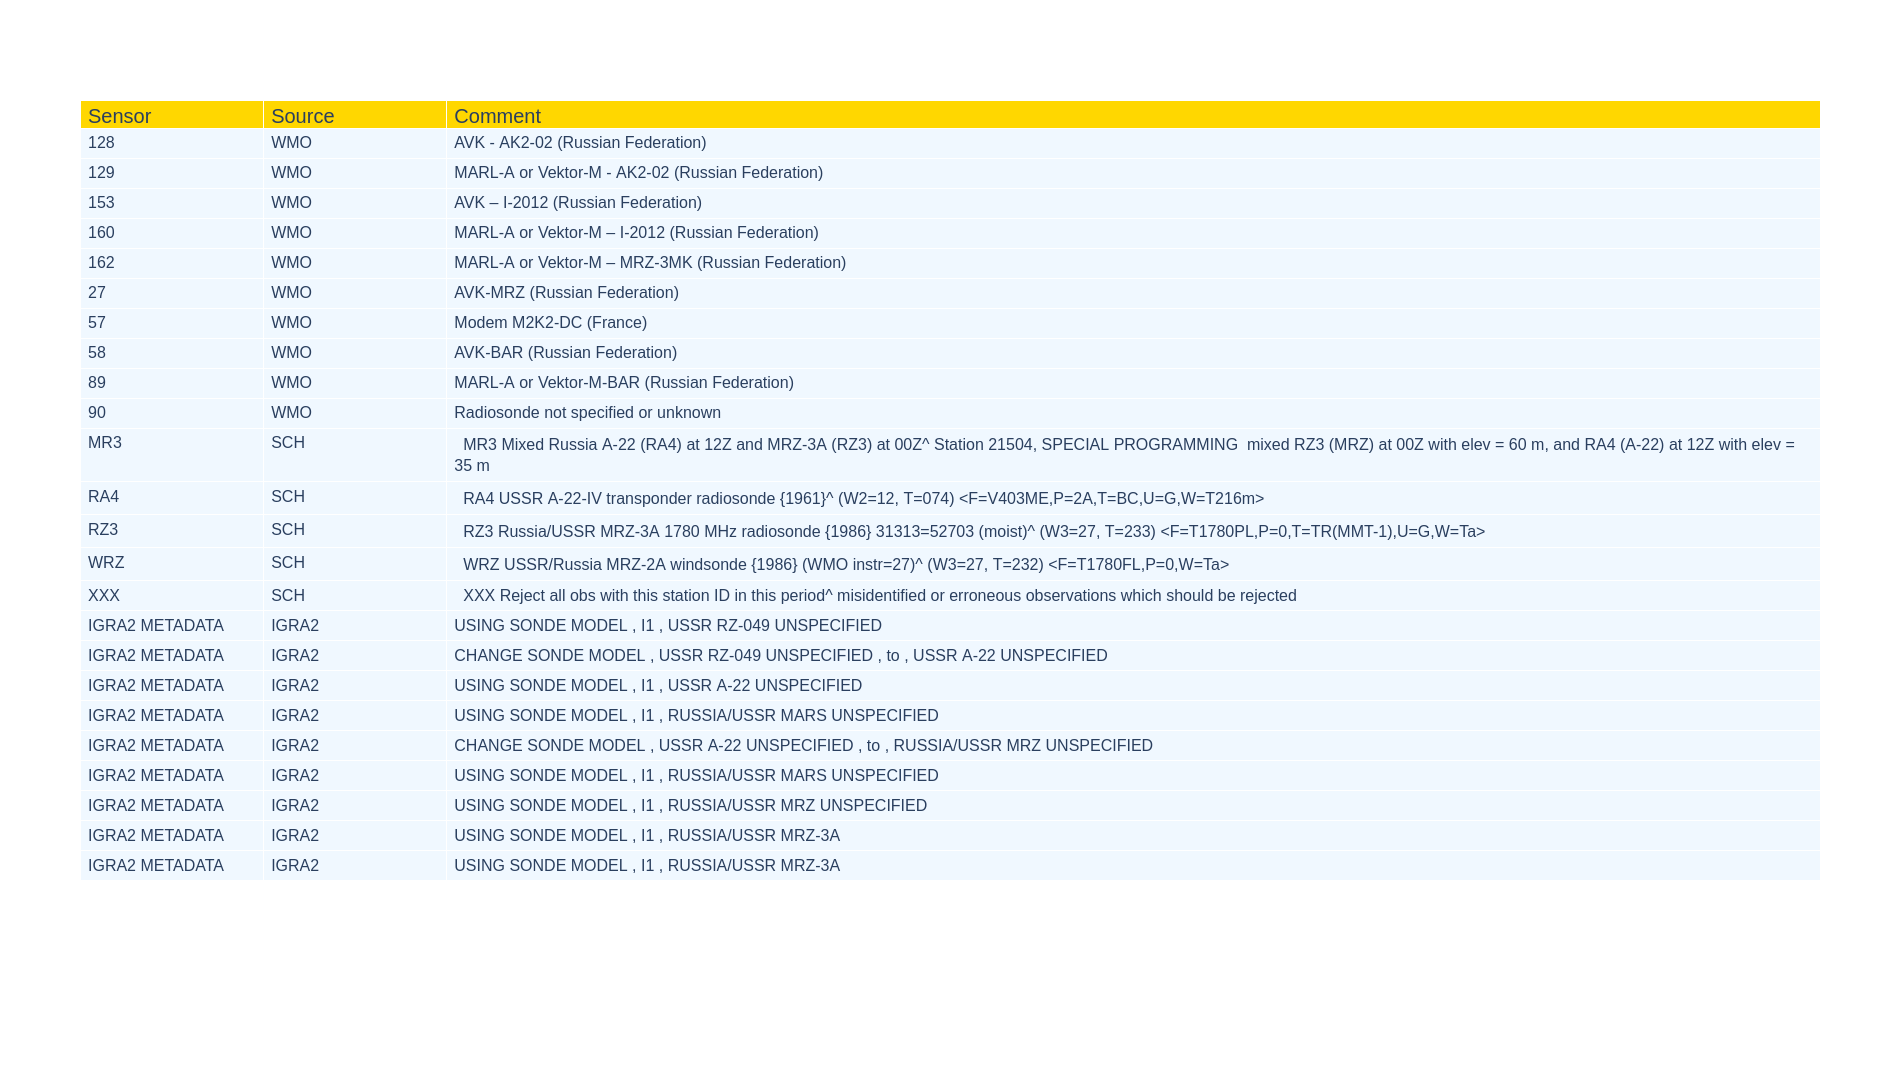 Sensor Source Comment
128 WMO AVK - AK2-02 (Russian Federation)
129 WMO MARL-A or Vektor-M - AK2-02 (Russian Federation)
153 WMO AVK – I-2012 (Russian Federation)
160 WMO MARL-A or Vektor-M – I-2012 (Russian Federation)
162 WMO MARL-A or Vektor-M – MRZ-3MK (Russian Federation)
27 WMO AVK-MRZ (Russian Federation)
57 WMO Modem M2K2-DC (France)
58 WMO AVK-BAR (Russian Federation)
89 WMO MARL-A or Vektor-M-BAR (Russian Federation)
90 WMO Radiosonde not specified or unknown
MR3 SCH MR3 Mixed Russia A-22 (RA4) at 12Z and MRZ-3A (RZ3) at 00Z^ Station 21504, SPECIAL PROGRAMMING  mixed RZ3 (MRZ) at 00Z with elev = 60 m, and RA4 (A-22) at 12Z with elev =
35 m
RA4 SCH RA4 USSR A-22-IV transponder radiosonde {1961}^ (W2=12, T=074) <F=V403ME,P=2A,T=BC,U=G,W=T216m>
RZ3 SCH RZ3 Russia/USSR MRZ-3A 1780 MHz radiosonde {1986} 31313=52703 (moist)^ (W3=27, T=233) <F=T1780PL,P=0,T=TR(MMT-1),U=G,W=Ta>
WRZ SCH WRZ USSR/Russia MRZ-2A windsonde {1986} (WMO instr=27)^ (W3=27, T=232) <F=T1780FL,P=0,W=Ta>
XXX SCH XXX Reject all obs with this station ID in this period^ misidentified or erroneous observations which should be rejected
IGRA2 METADATA IGRA2 USING SONDE MODEL , I1 , USSR RZ-049 UNSPECIFIED
IGRA2 METADATA IGRA2 CHANGE SONDE MODEL , USSR RZ-049 UNSPECIFIED , to , USSR A-22 UNSPECIFIED
IGRA2 METADATA IGRA2 USING SONDE MODEL , I1 , USSR A-22 UNSPECIFIED
IGRA2 METADATA IGRA2 USING SONDE MODEL , I1 , RUSSIA/USSR MARS UNSPECIFIED
IGRA2 METADATA IGRA2 CHANGE SONDE MODEL , USSR A-22 UNSPECIFIED , to , RUSSIA/USSR MRZ UNSPECIFIED
IGRA2 METADATA IGRA2 USING SONDE MODEL , I1 , RUSSIA/USSR MARS UNSPECIFIED
IGRA2 METADATA IGRA2 USING SONDE MODEL , I1 , RUSSIA/USSR MRZ UNSPECIFIED
IGRA2 METADATA IGRA2 USING SONDE MODEL , I1 , RUSSIA/USSR MRZ-3A
IGRA2 METADATA IGRA2 USING SONDE MODEL , I1 , RUSSIA/USSR MRZ-3A